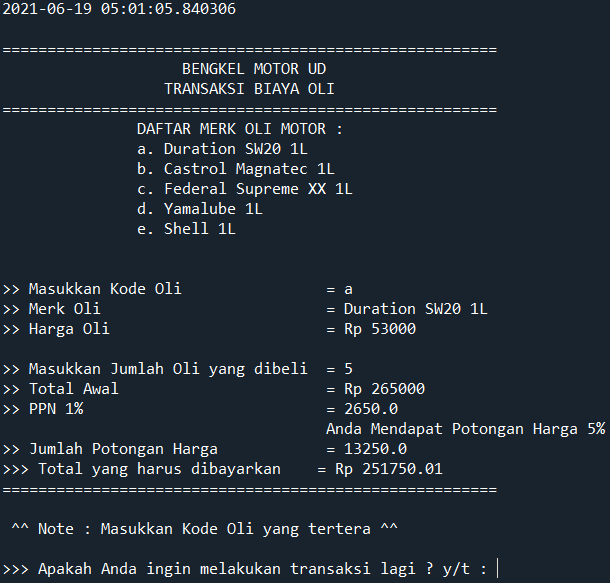 2021-06-19 05:01:05.840306
=======================================================
BENGKEL MOTOR UD
TRANSAKSI BIAYA OLI
=======================================================
DAFTAR MERK OLI MOTOR :
a. Duration SW20 1L
b. Castrol Magnatec 1L
c. Federal Supreme XX 1L
d. Yamalube 1L
e. Shell 1L
>> Masukkan Kode Oli = a
>> Merk Oli = Duration SW20 1L
>> Harga Oli = Rp 53000
>> Masukkan Jumlah Oli yang dibeli = 5
>> Total Awal = Rp 265000
>> PPN 1% = 2650.0
Anda Mendapat Potongan Harga 5%
>> Jumlah Potongan Harga = 13250.0
>>> Total yang harus dibayarkan = Rp 251750.01
=======================================================
^^ Note : Masukkan Kode Oli yang tertera ^^
>>> Apakah Anda ingin melakukan transaksi lagi ? y/t :